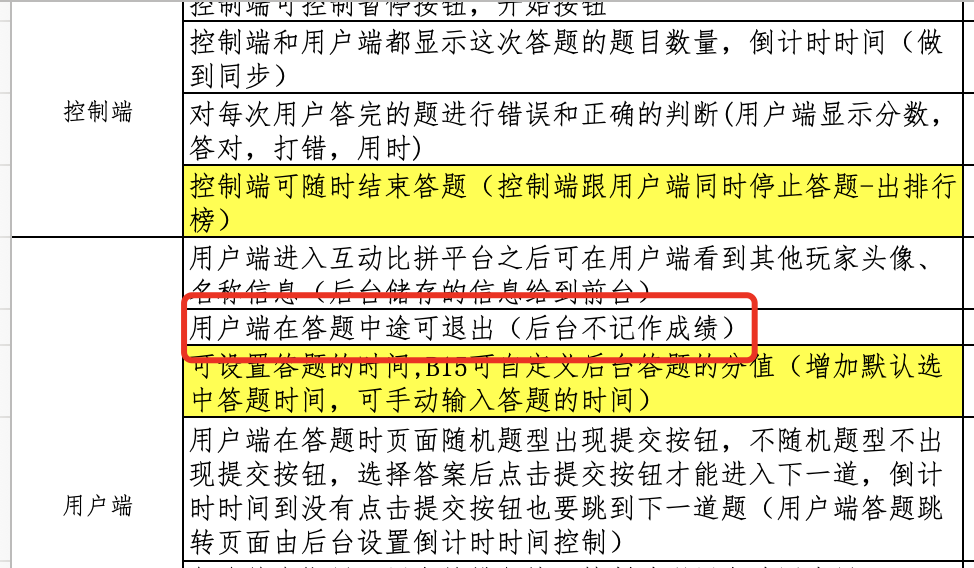 控制端可控制暂停按钮，开始按钮
控制端和用户端都显示这次答题的题目数量，倒计时时间（做
到同步）
控制端
对每次用户答完的题进行错误和正确的判断(用户端显示分数，
答对，打错，用时)
控制端可随时结束答题（控制端跟用户端同时停止答题-出排行
榜）
用户端进入互动比拼平台之后可在用户端看到其他玩家头像、
名称信息（后台储存的信息给到前台）
用户端在答题中途可退出（后台不记作成绩）
可设置答题的时间,B15可自定义后台答题的分值（增加默认选
中答题时间，可手动输入答题的时间）
用户端在答题时页面随机题型出现提交按钮，不随机题型不出
现提交按钮，选择答案后点击提交按钮才能进入下一道，倒计
用户端
时时间到没有点击提交按钮也要跳到下一道题（用户端答题跳
转页面由后台设置倒计时时间控制）